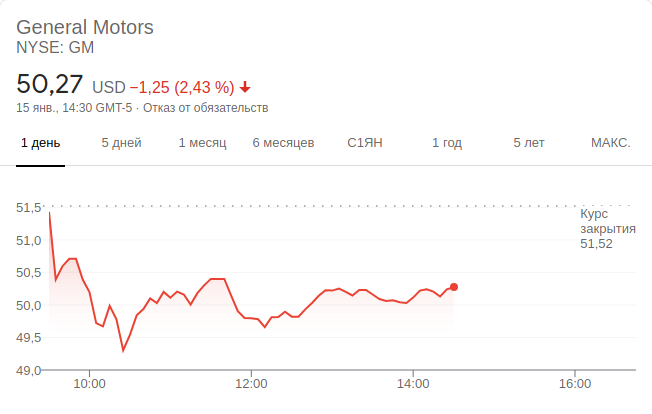 General Motors
NYSE: GM
50,27 USD −1,25 (2,43 %)
15 янв., 14:30 GMT-5 · Отказ от обязательств
1 день 5 дней 1 месяц 6 месяцев С1ЯН 1 год 5 лет МАКС.
51,5
Курс
закрытия
51,52
51,0
50,5
50,0
49,5
49,0
10:00 12:00 14:00 16:00